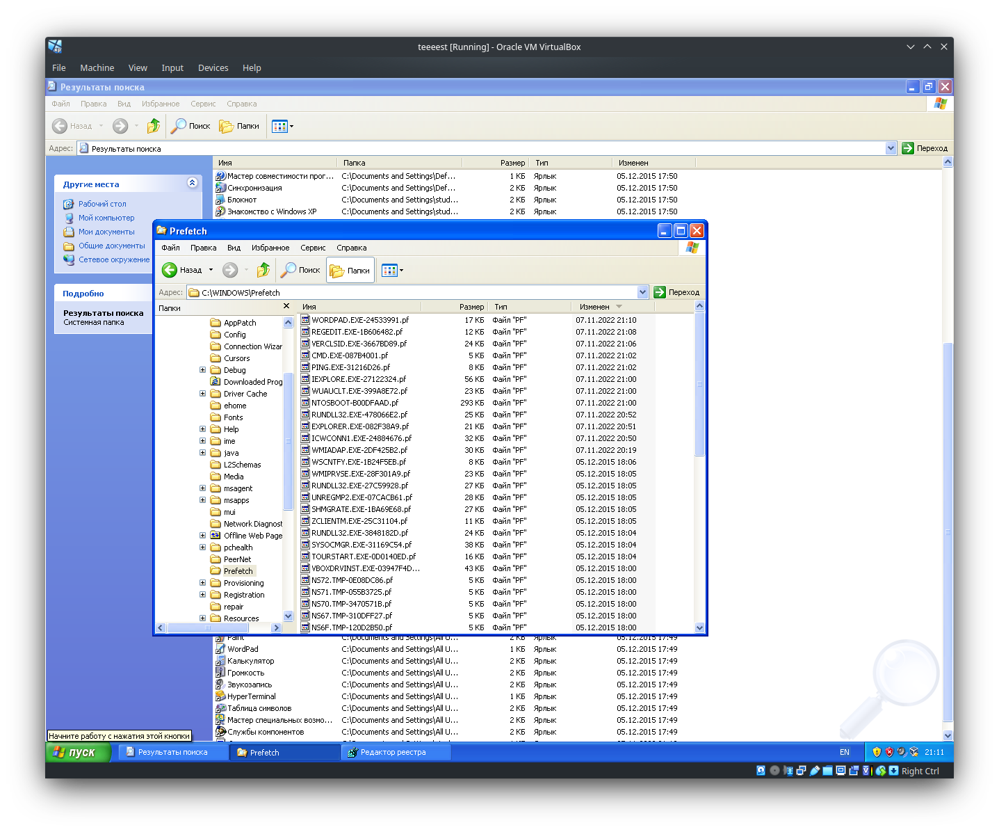 teeeest [Running] - Oracle VM VirtualBox
File Machine View Input Devices Help
Результаты поиска
Файл Правка Вид Избранное Сервис Справка
Назад Поиск Папки
Адрес: Результаты поиска Переход
Другие места
Рабочий стол
Мой компьютер
Мои документы
Общие документы
Сетевое окружение
Подробно
Результаты поиска
Системная папка
Имя Папка Размер Тип Изменен
Мастер совместимости прог... C:\Documents and Settings\Def... 1 КБ Ярлык 05.12.2015 17:50
Синхронизация C:\Documents and Settings\Def... 2 КБ Ярлык 05.12.2015 17:50
Блокнот C:\Documents and Settings\stud... 2 КБ Ярлык 05.12.2015 17:50
Знакомство с Windows XP C:\Documents and Settings\stud... 2 КБ Ярлык 05.12.2015 17:50
Prefetch
Файл Правка Вид Избранное Сервис Справка
Назад Поиск Папки
Адрес: C:\WINDOWS\Prefetch Переход
Папки
AppPatch
Config
Connection Wizar
Cursors
Debug
Downloaded Prog
Driver Cache
ehome
Fonts
Help
ime
java
L2Schemas
Media
msagent
msapps
mui
Network Diagnost
Offline Web Page
pchealth
PeerNet
Prefetch
Provisioning
Registration
repair
Resources
Имя Размер Тип Изменен
WORDPAD.EXE-24533991.pf 17 КБ Файл "PF" 07.11.2022 21:10
REGEDIT.EXE-1B606482.pf 12 КБ Файл "PF" 07.11.2022 21:08
VERCLSID.EXE-3667BD89.pf 24 КБ Файл "PF" 07.11.2022 21:06
CMD.EXE-087B4001.pf 5 КБ Файл "PF" 07.11.2022 21:02
PING.EXE-31216D26.pf 8 КБ Файл "PF" 07.11.2022 21:02
IEXPLORE.EXE-27122324.pf 56 КБ Файл "PF" 07.11.2022 21:00
WUAUCLT.EXE-399A8E72.pf 23 КБ Файл "PF" 07.11.2022 21:00
NTOSBOOT-B00DFAAD.pf 293 КБ Файл "PF" 07.11.2022 21:00
RUNDLL32.EXE-478066E2.pf 25 КБ Файл "PF" 07.11.2022 20:52
EXPLORER.EXE-082F38A9.pf 21 КБ Файл "PF" 07.11.2022 20:51
ICWCONN1.EXE-24884676.pf 32 КБ Файл "PF" 07.11.2022 20:50
WMIADAP.EXE-2DF425B2.pf 30 КБ Файл "PF" 07.11.2022 20:19
WSCNTFY.EXE-1B24F5EB.pf 8 КБ Файл "PF" 05.12.2015 18:06
WMIPRVSE.EXE-28F301A9.pf 23 КБ Файл "PF" 05.12.2015 18:05
RUNDLL32.EXE-27C59928.pf 27 КБ Файл "PF" 05.12.2015 18:05
UNREGMP2.EXE-07CACB61.pf 28 КБ Файл "PF" 05.12.2015 18:05
SHMGRATE.EXE-1BA69E68.pf 27 КБ Файл "PF" 05.12.2015 18:05
ZCLIENTM.EXE-25C31104.pf 11 КБ Файл "PF" 05.12.2015 18:05
RUNDLL32.EXE-3848182D.pf 24 КБ Файл "PF" 05.12.2015 18:04
SYSOCMGR.EXE-31169C54.pf 38 КБ Файл "PF" 05.12.2015 18:04
TOURSTART.EXE-0D0140ED.pf 16 КБ Файл "PF" 05.12.2015 18:04
VBOXDRVINST.EXE-03947F4D... 43 КБ Файл "PF" 05.12.2015 18:00
NS72.TMP-0E08DC86.pf 5 КБ Файл "PF" 05.12.2015 18:00
NS71.TMP-055B3725.pf 5 КБ Файл "PF" 05.12.2015 18:00
NS70.TMP-3470571B.pf 5 КБ Файл "PF" 05.12.2015 18:00
NS67.TMP-310DFF27.pf 5 КБ Файл "PF" 05.12.2015 18:00
NS6F.TMP-120D2B50.pf 5 КБ Файл "PF" 05.12.2015 18:00
Paint C:\Documents and Settings\All U... 2 КБ Ярлык 05.12.2015 17:49
WordPad C:\Documents and Settings\All U... 1 КБ Ярлык 05.12.2015 17:49
Калькулятор C:\Documents and Settings\All U... 2 КБ Ярлык 05.12.2015 17:49
Громкость C:\Documents and Settings\All U... 2 КБ Ярлык 05.12.2015 17:49
Звукозапись C:\Documents and Settings\All U... 2 КБ Ярлык 05.12.2015 17:49
HyperTerminal C:\Documents and Settings\All U... 1 КБ Ярлык 05.12.2015 17:49
Таблица символов C:\Documents and Settings\All U... 2 КБ Ярлык 05.12.2015 17:49
Мастер специальных возмо... C:\Documents and Settings\All U... 2 КБ Ярлык 05.12.2015 17:49
Службы компонентов C:\Documents and Settings\All U... 2 КБ Ярлык 05.12.2015 17:49
Начните работу с нажатия этой кнопки
пуск Результаты поиска Prefetch Редактор реестра EN 21:11
Right Ctrl